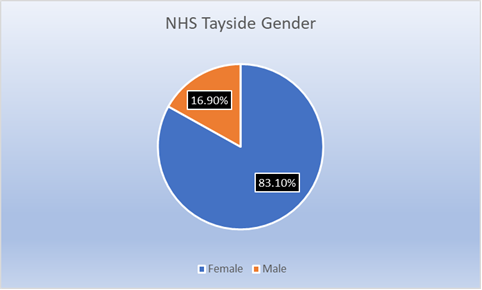 NHS Tayside Gender
16.90%
83.10%
Female Male